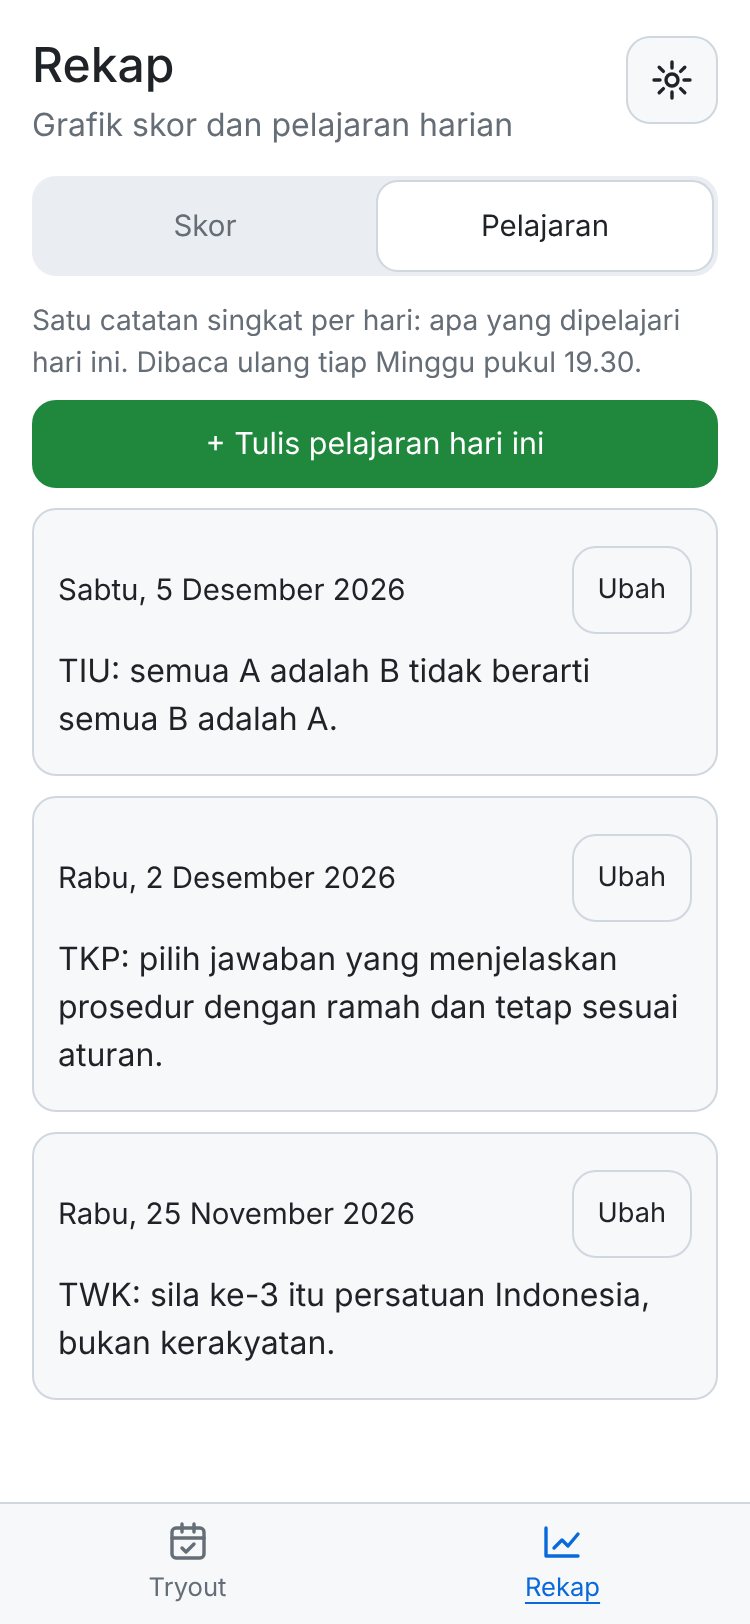 Rekap
Grafik skor dan pelajaran harian
Skor
Pelajaran
Satu catatan singkat per hari: apa yang dipelajari
hari ini. Dibaca ulang tiap Minggu pukul 19.30.
+ Tulis pelajaran hari ini
Sabtu, 5 Desember 2026
Ubah
TIU: semua A adalah B tidak berarti
semua B adalah A.
Rabu, 2 Desember 2026
Ubah
TKP: pilih jawaban yang menjelaskan
prosedur dengan ramah dan tetap sesuai
aturan.
Rabu, 25 November 2026
Ubah
TWK: sila ke-3 itu persatuan Indonesia,
bukan kerakyatan.
Tryout
Rekap